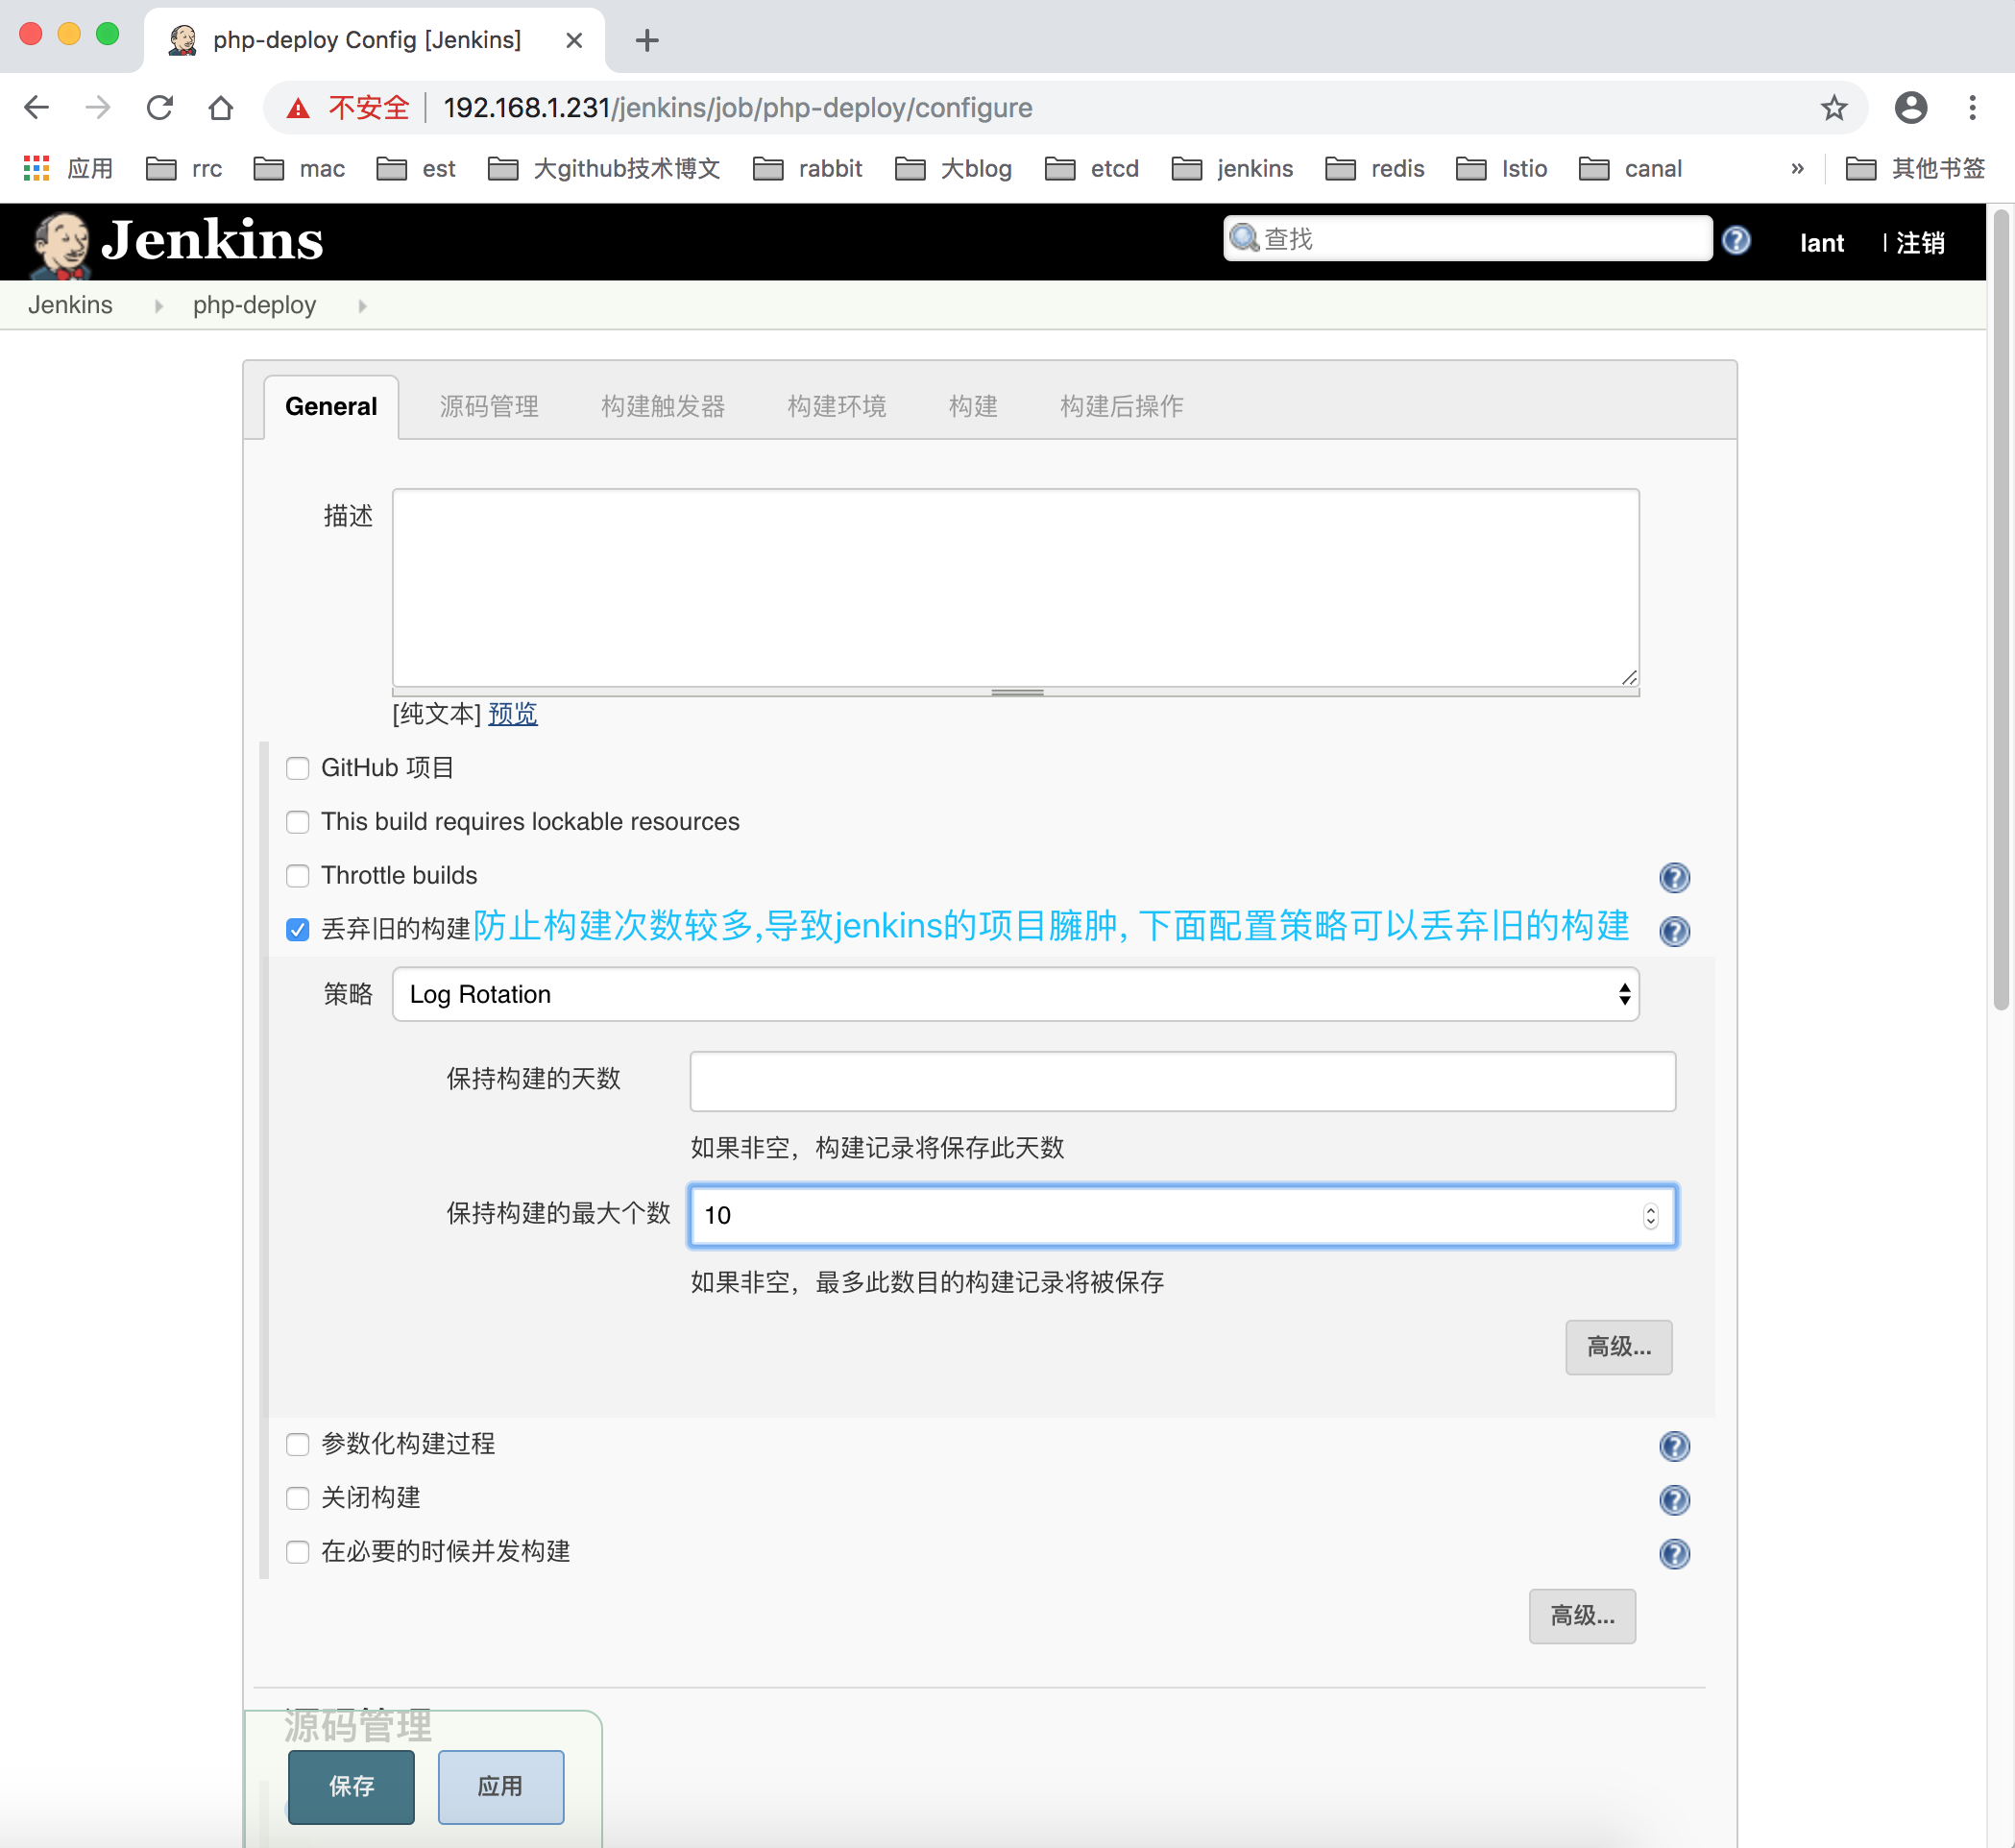 php-deploy Config [Jenkins]
不安全 192.168.1.231/jenkins/job/php-deploy/configure
应用 rrc mac est 大github技术博文 rabbit 大blog etcd jenkins redis Istio canal » 其他书签
Jenkins 查找 lant | 注销
Jenkins php-deploy
General 源码管理 构建触发器 构建环境 构建 构建后操作
描述
[纯文本] 预览
GitHub 项目
This build requires lockable resources
Throttle builds
丢弃旧的构建防止构建次数较多,导致jenkins的项目臃肿, 下面配置策略可以丢弃旧的构建
策略 Log Rotation
保持构建的天数
如果非空，构建记录将保存此天数
保持构建的最大个数 10
如果非空，最多此数目的构建记录将被保存
高级...
参数化构建过程
关闭构建
在必要的时候并发构建
高级...
源码管理
保存 应用